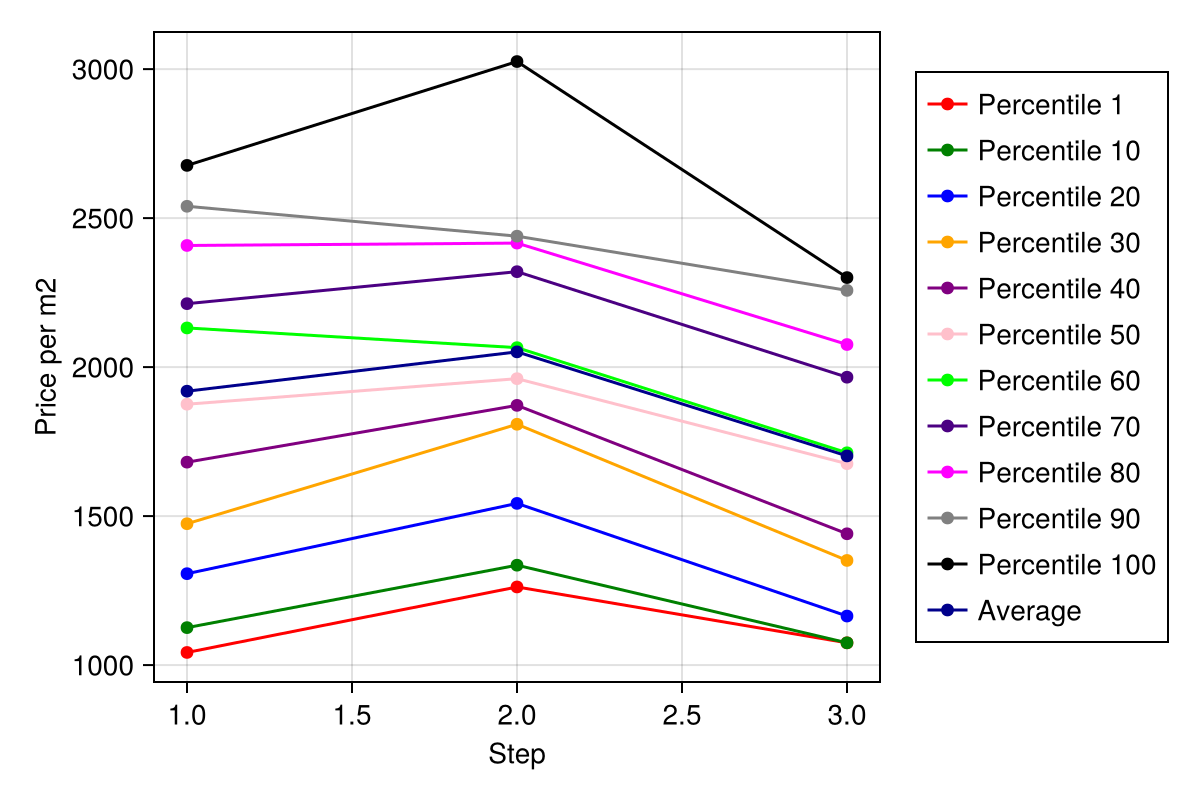 3000
2500
2000
1500
1000
Price per m2
1.0 1.5 2.0 2.5 3.0
Step
Percentile 1
Percentile 10
Percentile 20
Percentile 30
Percentile 40
Percentile 50
Percentile 60
Percentile 70
Percentile 80
Percentile 90
Percentile 100
Average